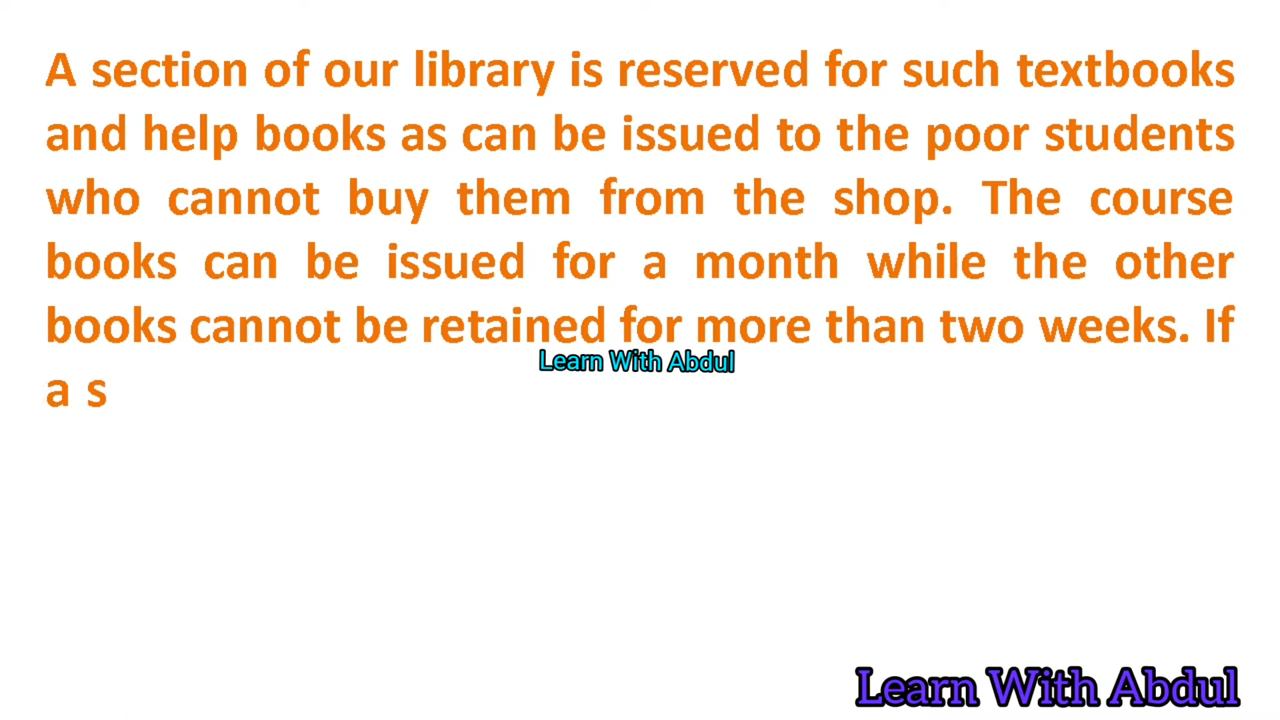 A section of our library is reserved for such textbooks
and help books as can be issued to the poor students
who cannot buy them from the shop. The course
books can be issued for a month while the other
books cannot be retained for more than two weeks. If
Learn With Abdul
a s
Learn With Abdul